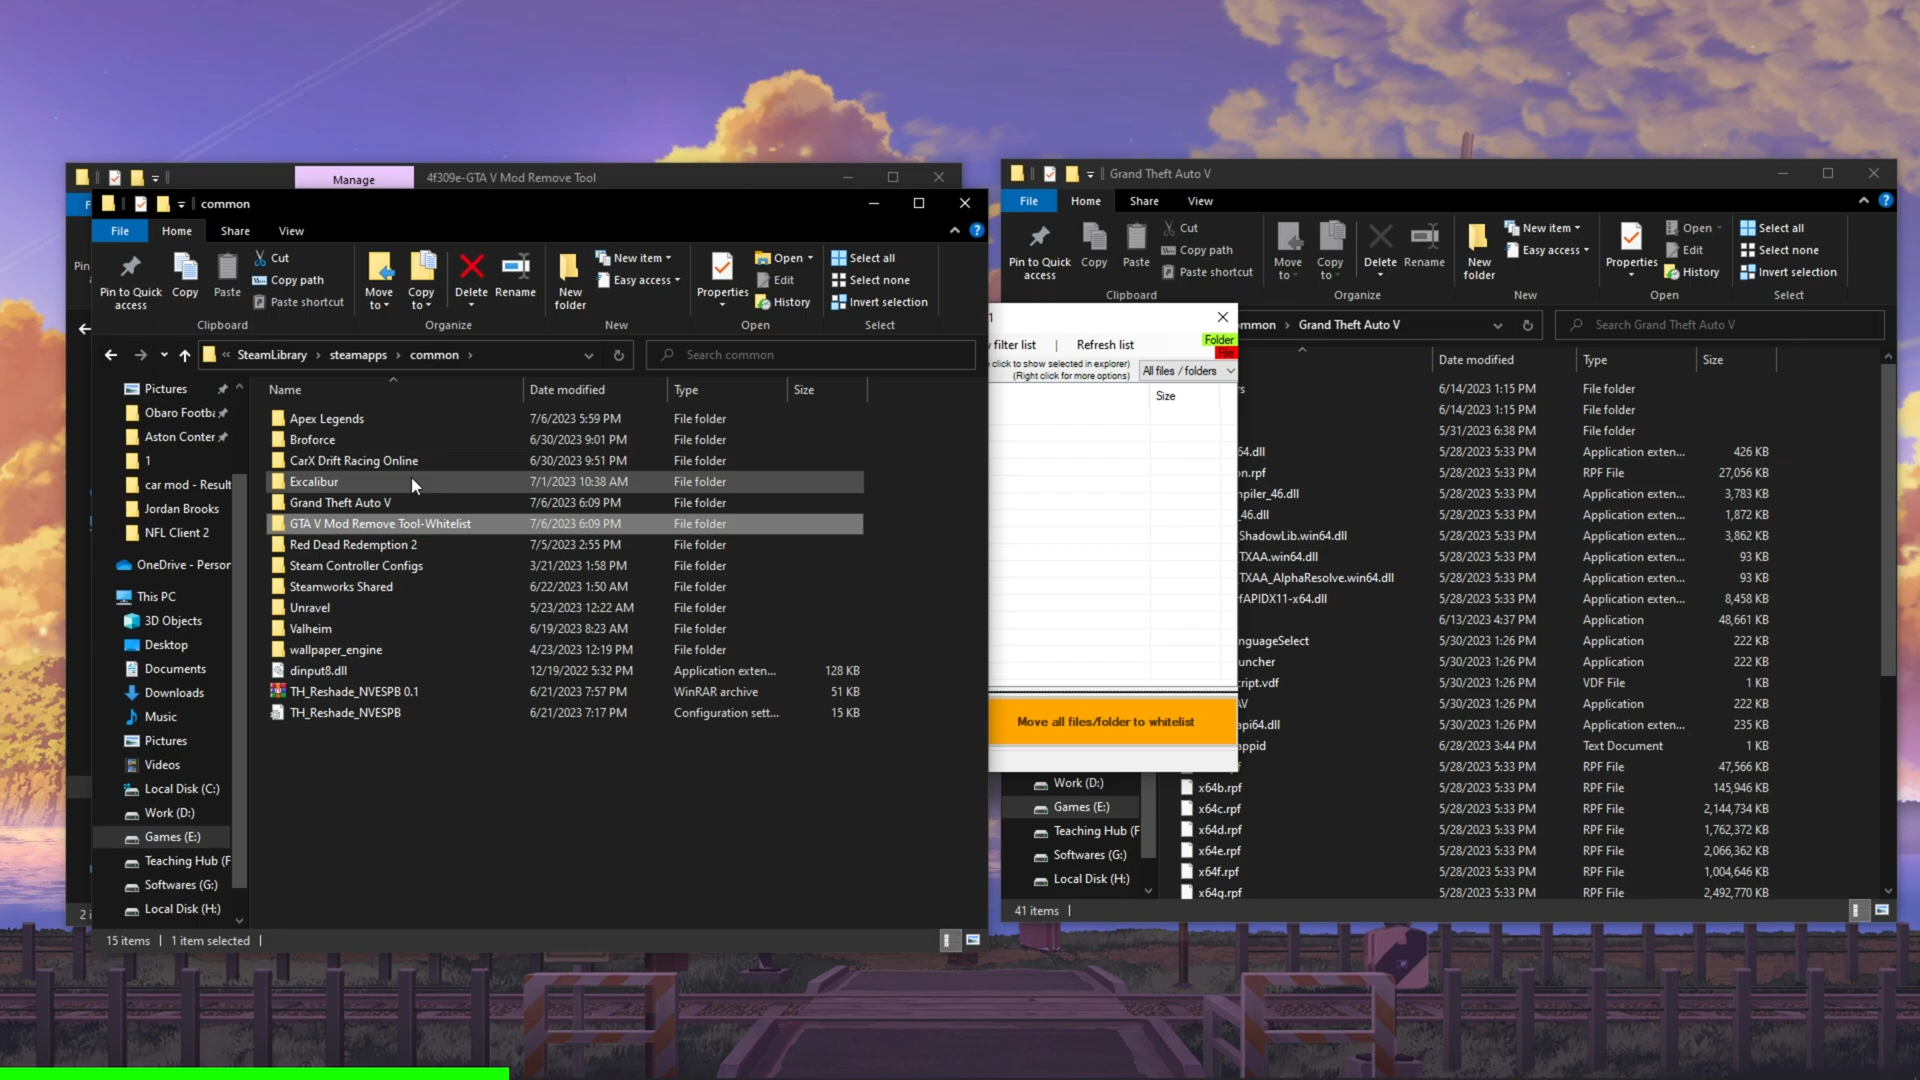 Manage
4f309e-GTA V Mod Remove Tool
common
File
Home
Share
View
Pin to Quick access
Copy
Paste
Cut
Copy path
Paste shortcut
Clipboard
Move to
Copy to
Delete
Rename
Organize
New folder
New item
Easy access
New
Properties
Open
Edit
History
Open
Select all
Select none
Invert selection
Select
« SteamLibrary › steamapps › common ›
Search common
Pictures
Obaro Footba
Aston Conter
1
car mod - Result
Jordan Brooks
NFL Client 2
OneDrive - Person
This PC
3D Objects
Desktop
Documents
Downloads
Music
Pictures
Videos
Local Disk (C:)
Work (D:)
Games (E:)
Teaching Hub (F
Softwares (G:)
Local Disk (H:)
Name Date modified Type Size
Apex Legends 7/6/2023 5:59 PM File folder
Broforce 6/30/2023 9:01 PM File folder
CarX Drift Racing Online 6/30/2023 9:51 PM File folder
Excalibur 7/1/2023 10:38 AM File folder
Grand Theft Auto V 7/6/2023 6:09 PM File folder
GTA V Mod Remove Tool-Whitelist 7/6/2023 6:09 PM File folder
Red Dead Redemption 2 7/5/2023 2:55 PM File folder
Steam Controller Configs 3/21/2023 1:58 PM File folder
Steamworks Shared 6/22/2023 1:50 AM File folder
Unravel 5/23/2023 12:22 AM File folder
Valheim 6/19/2023 8:23 AM File folder
wallpaper_engine 4/23/2023 12:19 PM File folder
dinput8.dll 12/19/2022 5:32 PM Application exten... 128 KB
TH_Reshade_NVESPB 0.1 6/21/2023 7:57 PM WinRAR archive 51 KB
TH_Reshade_NVESPB 6/21/2023 7:17 PM Configuration sett... 15 KB
15 items 1 item selected
Pin
2 i
1
filter list | Refresh list
Folder
File
click to show selected in explorer)
(Right click for more options)
All files / folders
Size
Move all files/folder to whitelist
Grand Theft Auto V
File
Home
Share
View
Pin to Quick access
Copy
Paste
Cut
Copy path
Paste shortcut
Clipboard
Move to
Copy to
Delete
Rename
Organize
New folder
New item
Easy access
New
Properties
Open
Edit
History
Open
Select all
Select none
Invert selection
Select
mmon › Grand Theft Auto V
Search Grand Theft Auto V
Date modified Type Size
rs 6/14/2023 1:15 PM File folder
6/14/2023 1:15 PM File folder
5/31/2023 6:38 PM File folder
64.dll 5/28/2023 5:33 PM Application exten... 426 KB
on.rpf 5/28/2023 5:33 PM RPF File 27,056 KB
mpiler_46.dll 5/28/2023 5:33 PM Application exten... 3,783 KB
_46.dll 5/28/2023 5:33 PM Application exten... 1,872 KB
ShadowLib.win64.dll 5/28/2023 5:33 PM Application exten... 3,862 KB
TXAA.win64.dll 5/28/2023 5:33 PM Application exten... 93 KB
TXAA_AlphaResolve.win64.dll 5/28/2023 5:33 PM Application exten... 93 KB
fAPIDX11-x64.dll 5/28/2023 5:33 PM Application exten... 8,458 KB
6/13/2023 4:37 PM Application 48,661 KB
nguageSelect 5/30/2023 1:26 PM Application 222 KB
uncher 5/30/2023 1:26 PM Application 222 KB
cript.vdf 5/30/2023 1:26 PM VDF File 1 KB
AV 5/30/2023 1:26 PM Application 222 KB
api64.dll 5/28/2023 5:33 PM Application exten... 235 KB
appid 6/28/2023 3:44 PM Text Document 1 KB
5/28/2023 5:33 PM RPF File 47,566 KB
x64b.rpf 5/28/2023 5:33 PM RPF File 145,946 KB
x64c.rpf 5/28/2023 5:33 PM RPF File 2,144,734 KB
x64d.rpf 5/28/2023 5:33 PM RPF File 1,762,372 KB
x64e.rpf 5/28/2023 5:33 PM RPF File 2,066,362 KB
x64f.rpf 5/28/2023 5:33 PM RPF File 1,004,646 KB
x64g.rpf 5/28/2023 5:33 PM RPF File 2,492,770 KB
Work (D:)
Games (E:)
Teaching Hub (F
Softwares (G:)
Local Disk (H:)
41 items